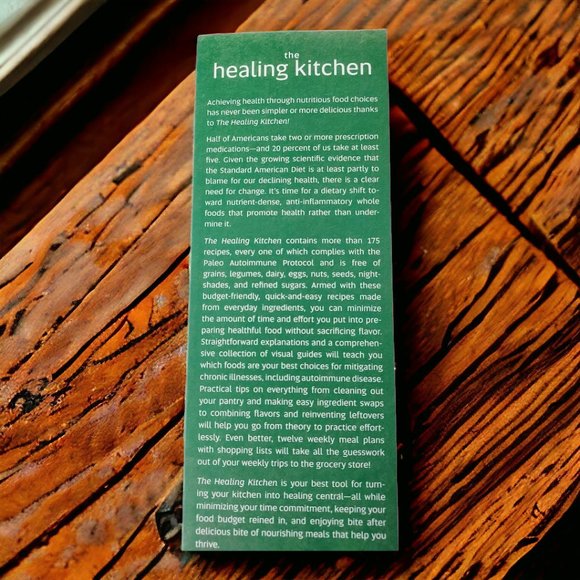 the
healing kitchen
Achieving health through nutritious food choices
has never been simpler or more delicious thanks
to The Healing Kitchen!
Half of Americans take two or more prescription
medications—and 20 percent of us take at least
five. Given the growing scientific evidence that
the Standard American Diet is at least partly to
blame for our declining health, there is a clear
need for change. It's time for a dietary shift to-
ward nutrient-dense, anti-inflammatory whole
foods that promote health rather than under-
mine it.
The Healing Kitchen contains more than 175
recipes, every one of which complies with the
Paleo Autoimmune Protocol and is free of
grains, legumes, dairy, eggs, nuts, seeds, night-
shades, and refined sugars. Armed with these
budget-friendly, quick-and-easy recipes made
from everyday ingredients, you can minimize
the amount of time and effort you put into pre-
paring healthful food without sacrificing flavor.
Straightforward explanations and a comprehen-
sive collection of visual guides will teach you
which foods are your best choices for mitigating
chronic illnesses, including autoimmune disease.
Practical tips on everything from cleaning out
your pantry and making easy ingredient swaps
to combining flavors and reinventing leftovers
will help you go from theory to practice effort-
lessly. Even better, twelve weekly meal plans
with shopping lists will take all the guesswork
out of your weekly trips to the grocery store!
The Healing Kitchen is your best tool for turn-
ing your kitchen into healing central—all while
minimizing your time commitment, keeping your
food budget reined in, and enjoying bite after
delicious bite of nourishing meals that help you
thrive.